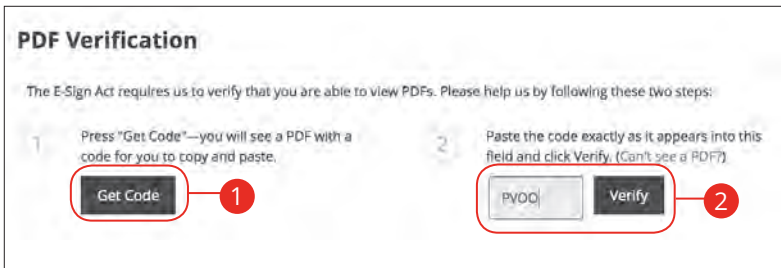 PDF Verification
The E-Sign Act requires us to verify that you are able to view PDFs. Please help us by following these two steps:
1
Press "Get Code"—you will see a PDF with a
code for you to copy and paste.
Get Code
1
2
Paste the code exactly as it appears into this
field and click Verify. (Can't see a PDF?)
PVOO
Verify
2